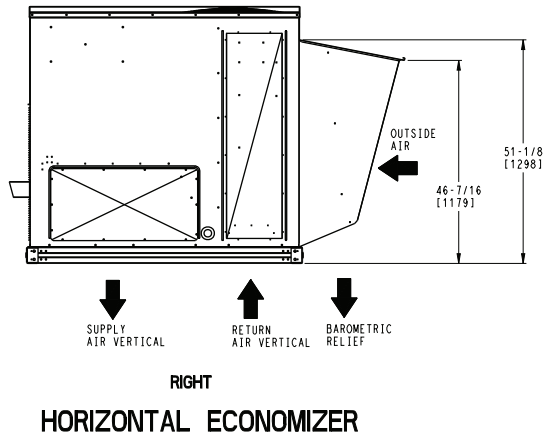 OUTSIDE
AIR
51-1/8
[1298]
46-7/16
[1179]
SUPPLY
AIR VERTICAL
RETURN
AIR VERTICAL
BAROMETRIC
RELIEF
RIGHT
HORIZONTAL ECONOMIZER